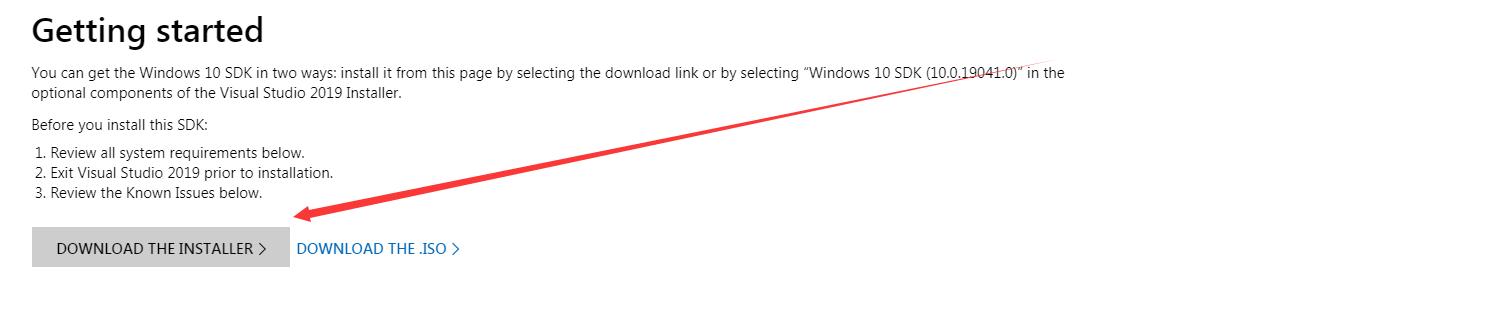 Getting started
You can get the Windows 10 SDK in two ways: install it from this page by selecting the download link or by selecting “Windows 10 SDK (10.0.19041.0)” in the
optional components of the Visual Studio 2019 Installer.
Before you install this SDK:
1. Review all system requirements below.
2. Exit Visual Studio 2019 prior to installation.
3. Review the Known Issues below.
DOWNLOAD THE INSTALLER > DOWNLOAD THE .ISO >